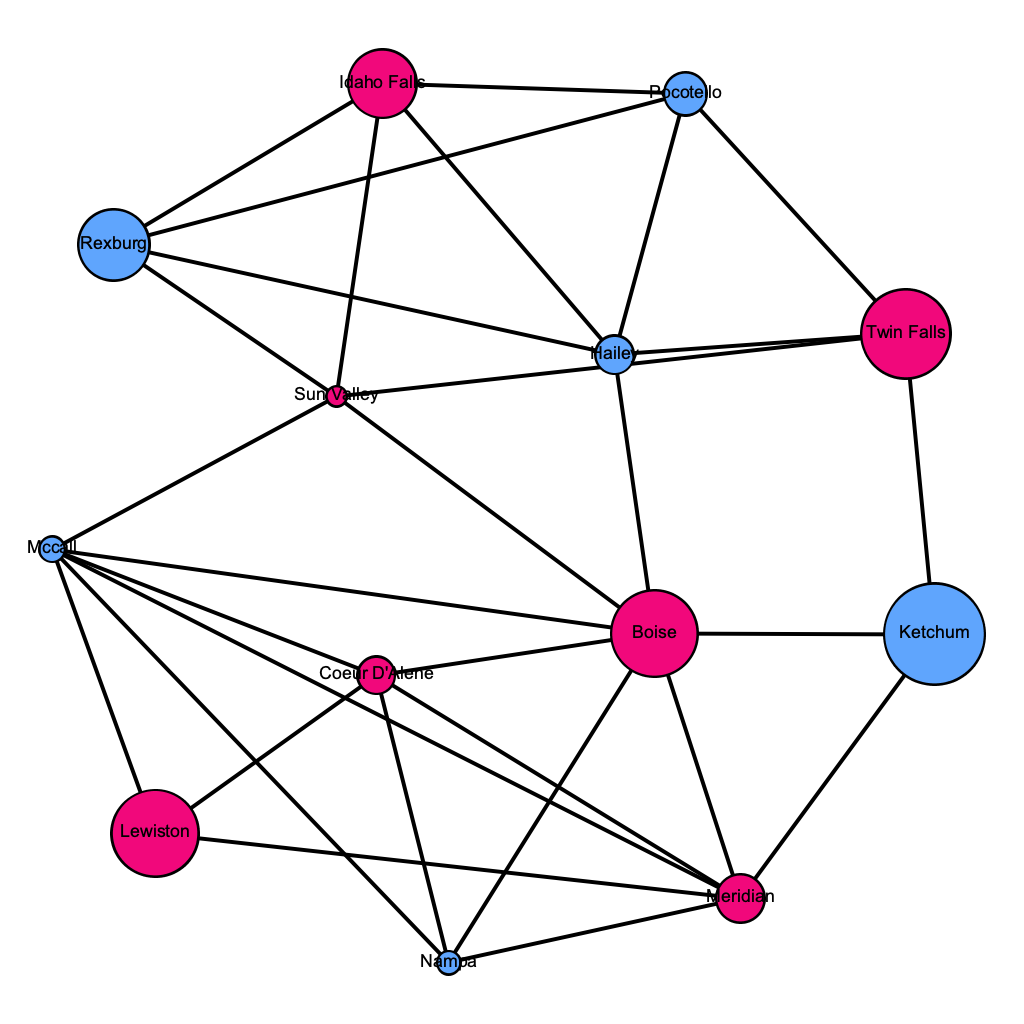 Idaho Falls
Pocotello
Rexburg
Twin Falls
Hailey
Sun Valley
Mccall
Boise
Ketchum
Coeur D'Alene
Lewiston
Meridian
Nampa